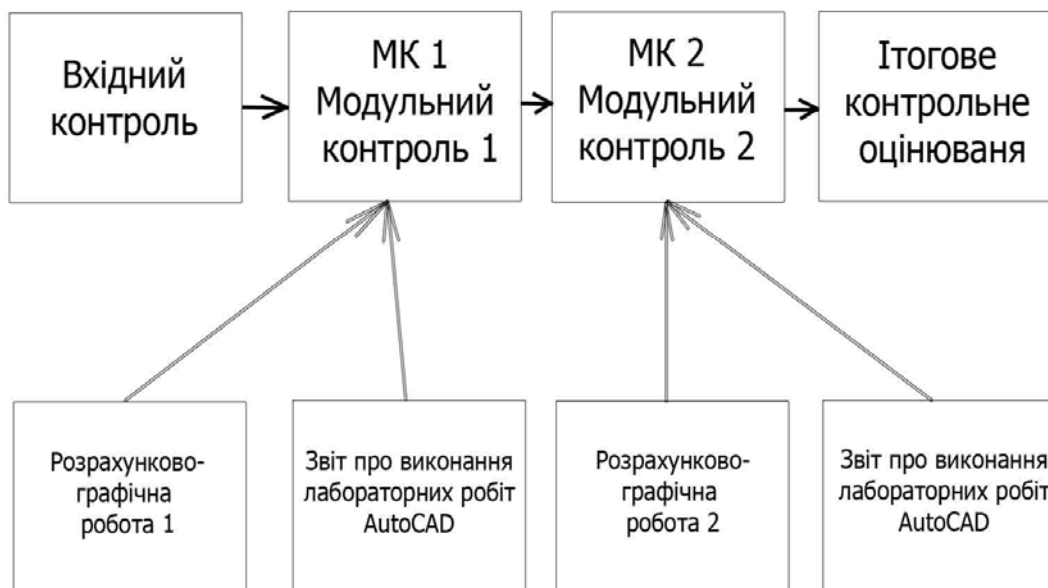 Вхідний
контроль
МК 1
Модульний
контроль 1
МК 2
Модульний
контроль 2
Ітогове
контрольне
оцінюваня
Розрахунково-
графічна
робота 1
Звіт про виконання
лабораторних робіт
AutoCAD
Розрахунково-
графічна
робота 2
Звіт про виконання
лабораторних робіт
AutoCAD